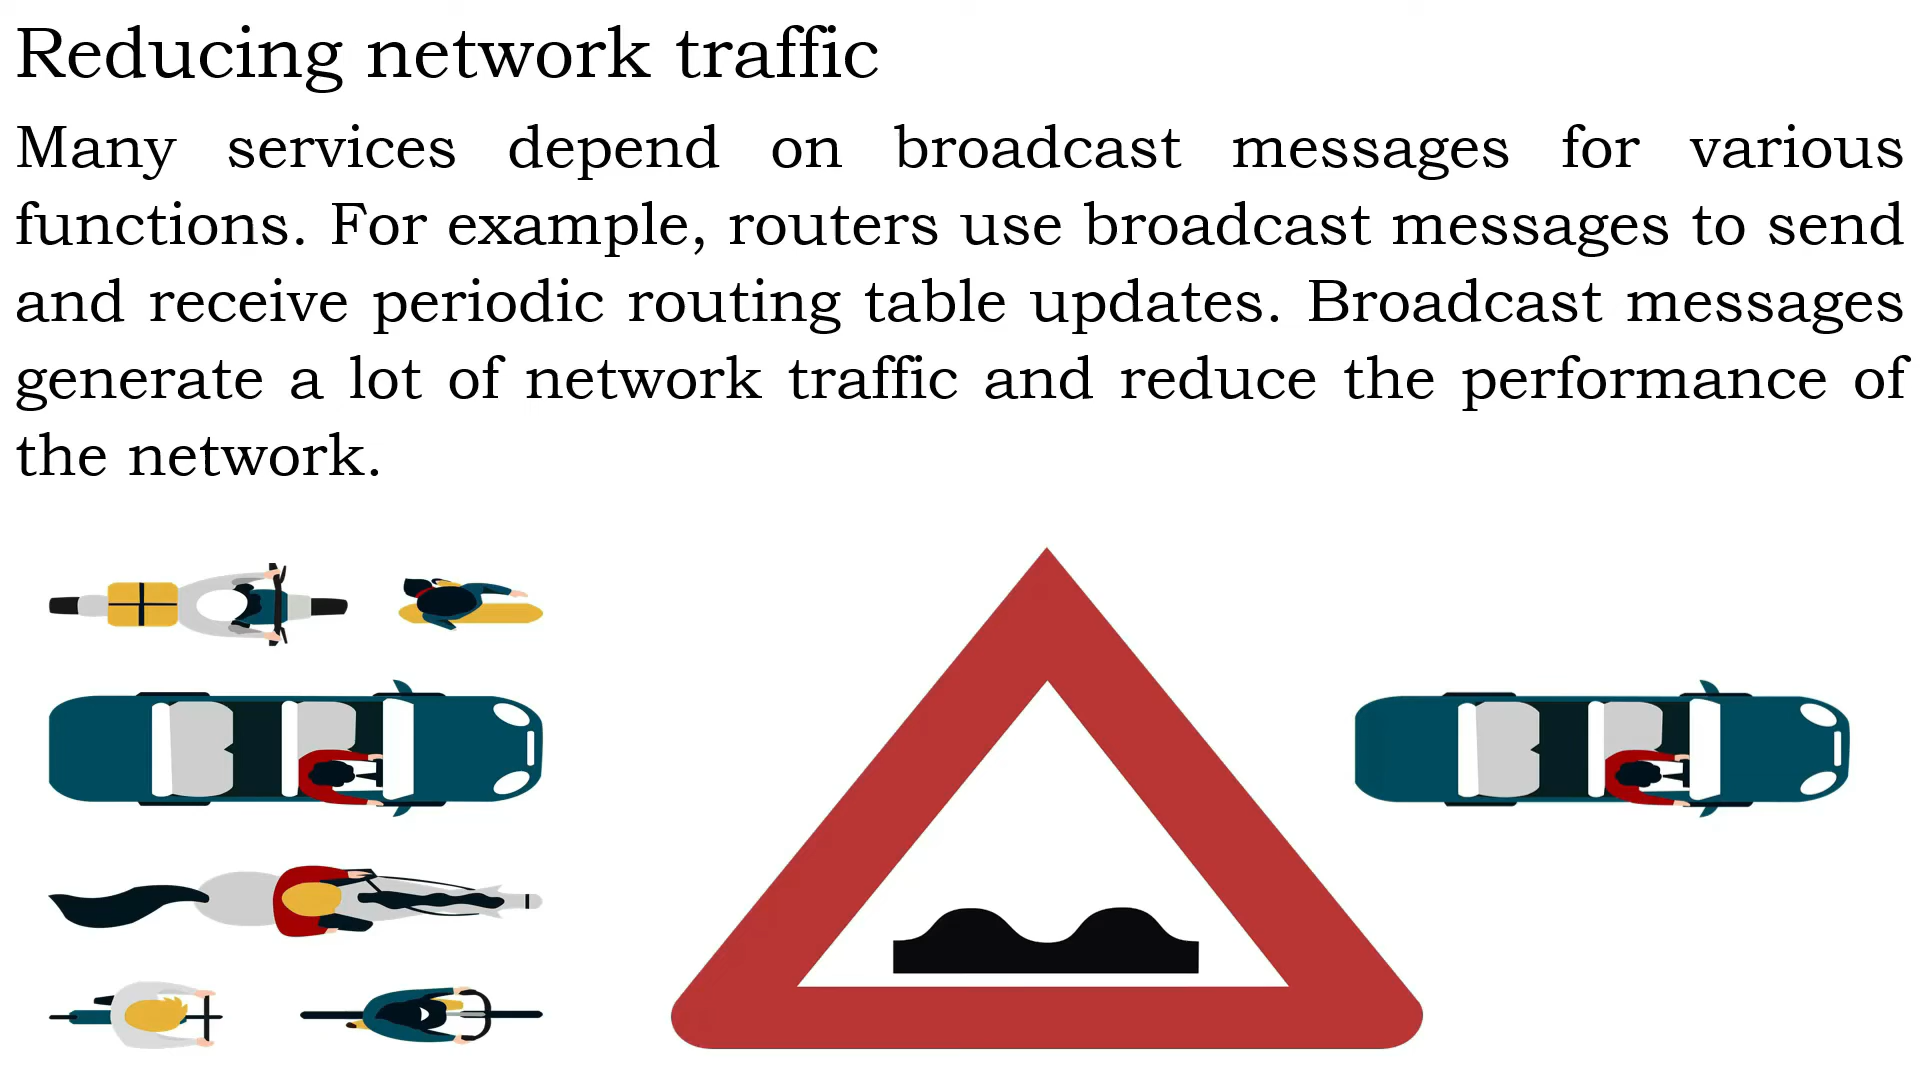 Reducing network traffic
Many services depend on broadcast messages for various
functions. For example, routers use broadcast messages to send
and receive periodic routing table updates. Broadcast messages
generate a lot of network traffic and reduce the performance of
the network.